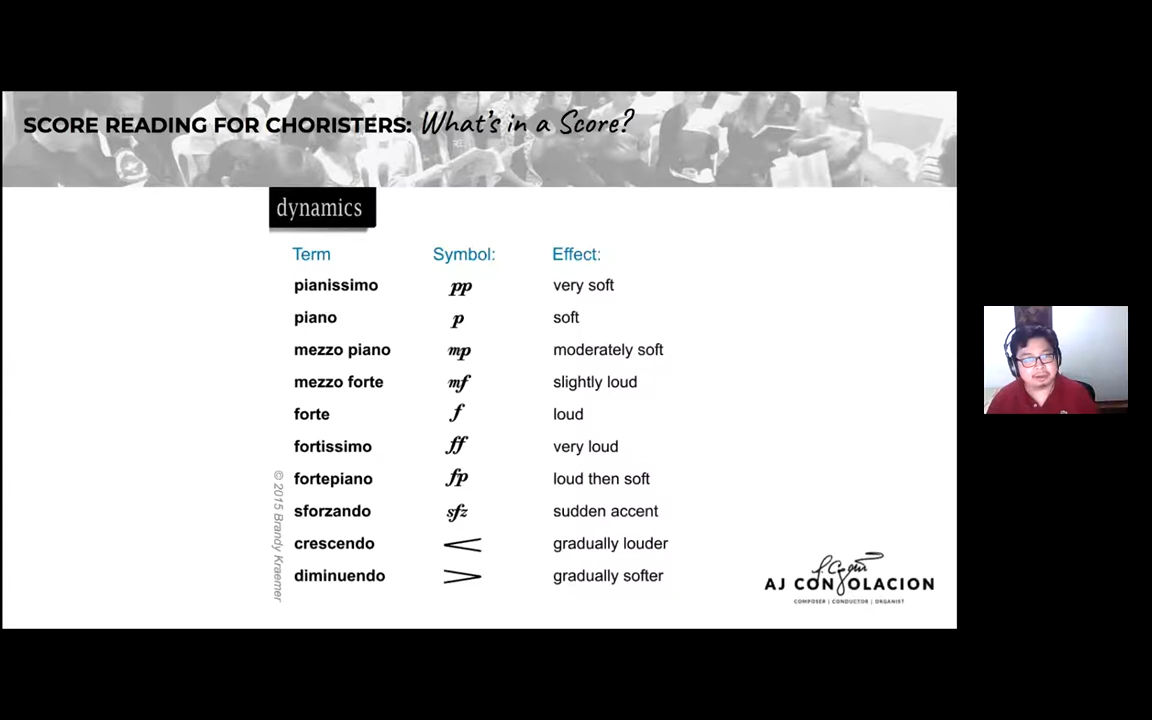 SCORE READING FOR CHORISTERS: What's in a Score?
dynamics
Term Symbol: Effect:
pianissimo pp very soft
piano p soft
mezzo piano mp moderately soft
mezzo forte mf slightly loud
forte f loud
fortissimo ff very loud
fortepiano fp loud then soft
sforzando sfz sudden accent
crescendo gradually louder
diminuendo gradually softer
© 2015 Brandy Kraemer
AJ CONSOLACION
COMPOSER | CONDUCTOR | ORGANIST